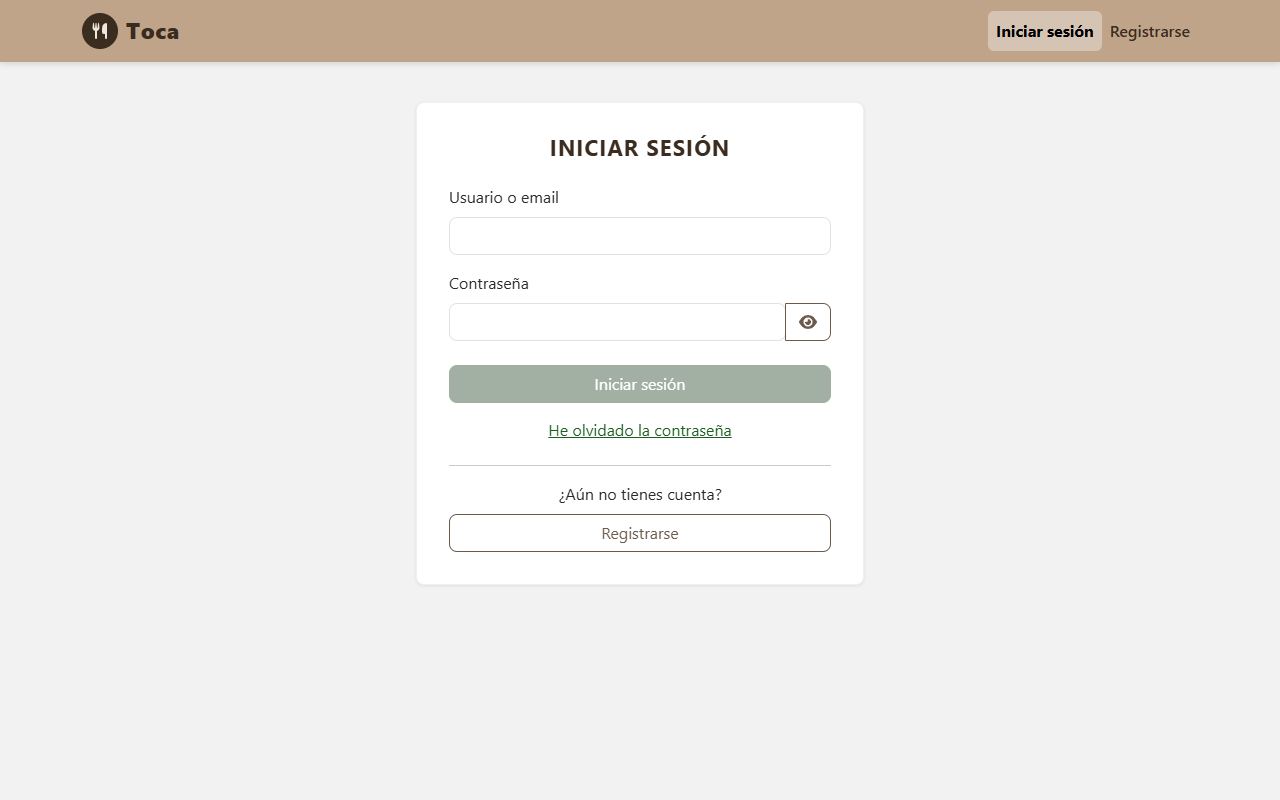 Toca
Iniciar sesión
Registrarse
INICIAR SESIÓN
Usuario o email
Contraseña
Iniciar sesión
He olvidado la contraseña
¿Aún no tienes cuenta?
Registrarse